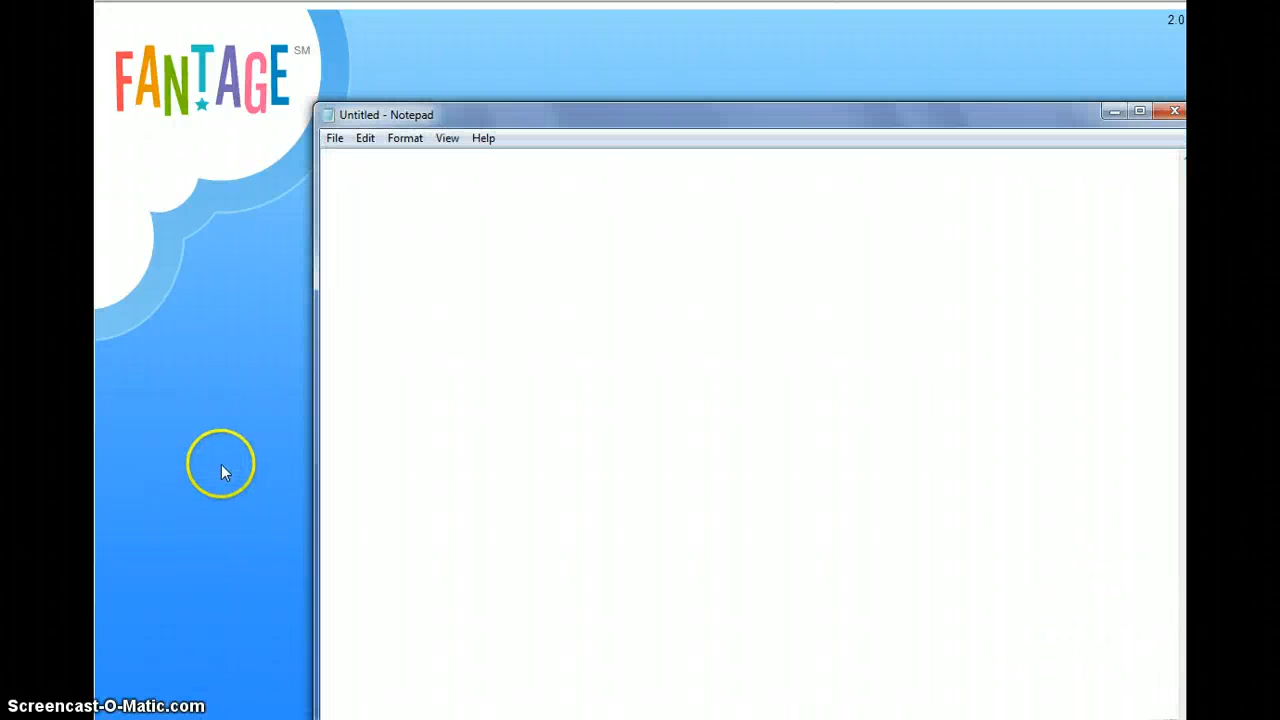 2.0
FANTAGE SM
Untitled - Notepad
File Edit Format View Help
Screencast-O-Matic.com